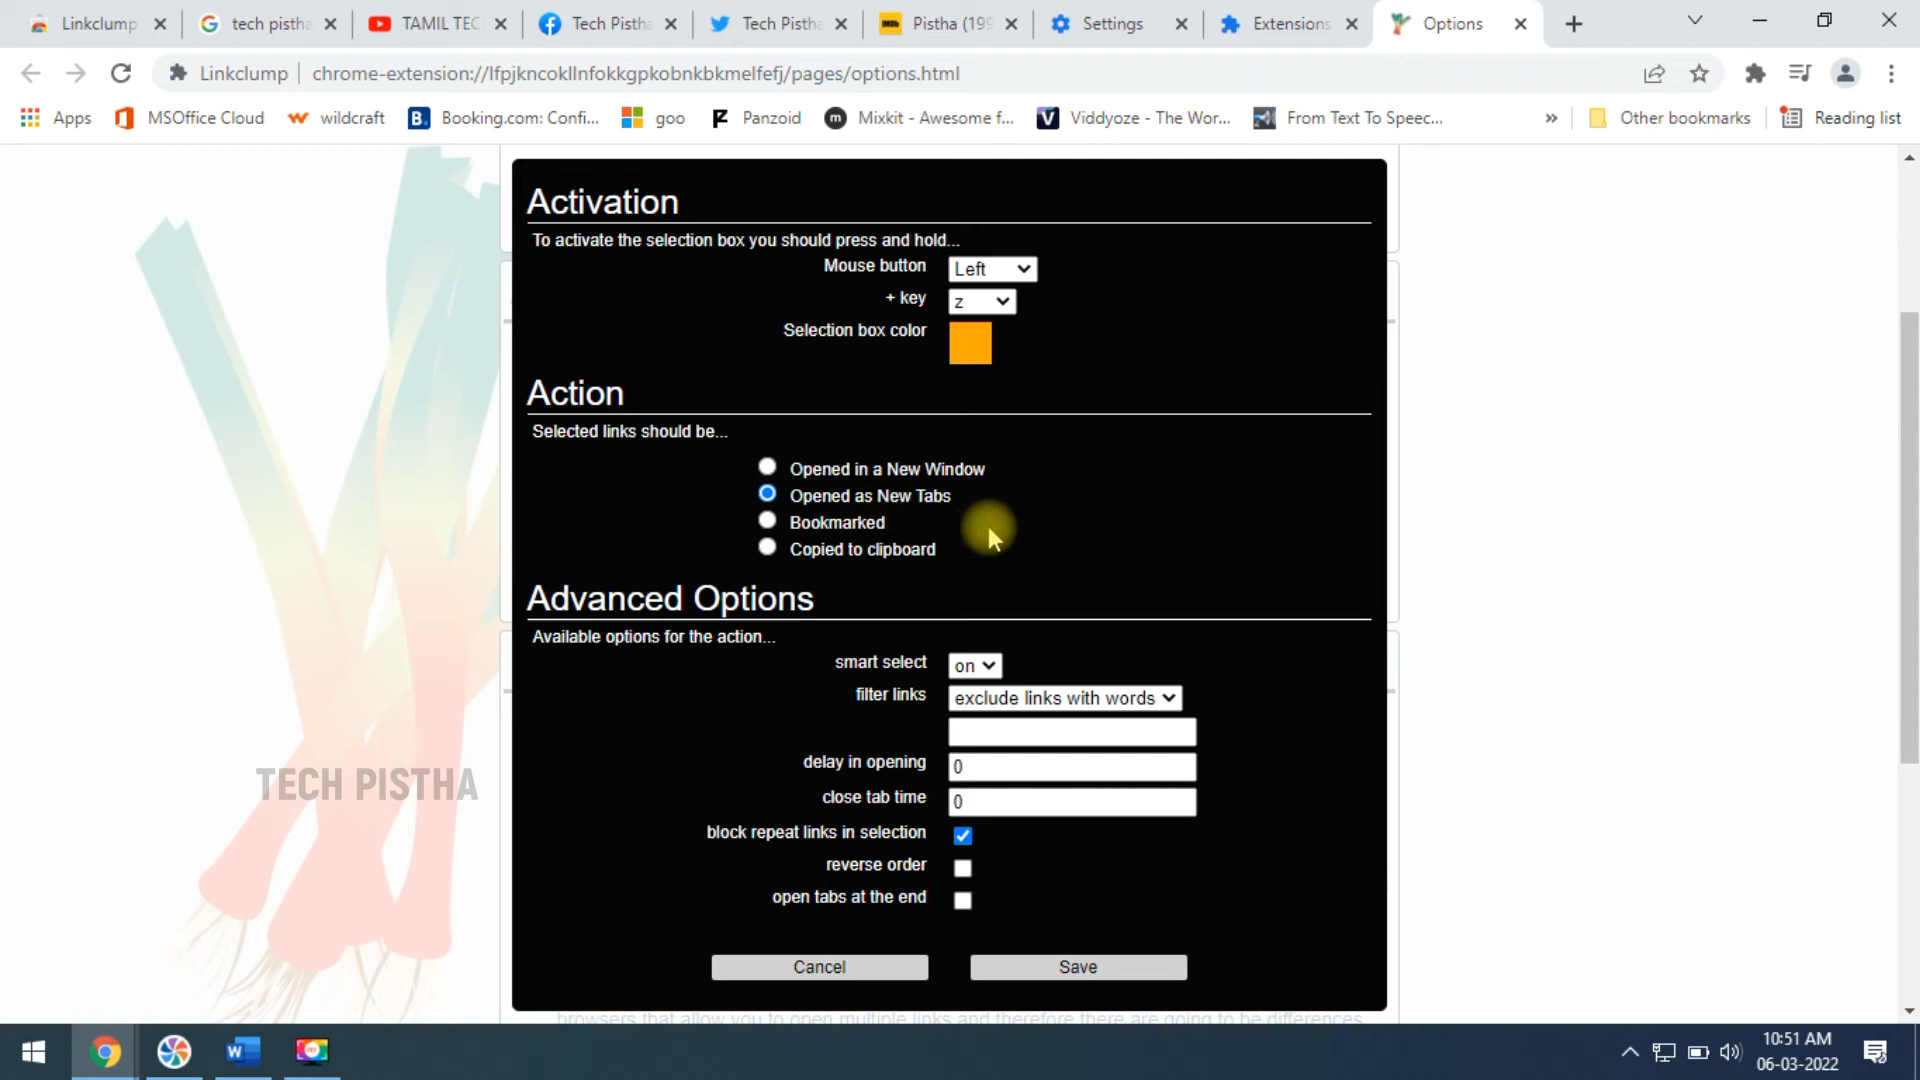 Linkclump
tech pistha
TAMIL TEC
Tech Pistha
Tech Pistha
Pistha (199
Settings
Extensions
Options
Linkclump
chrome-extension://lfpjkncokllnfokkgpkobnkbkmelfefj/pages/options.html
Apps
MSOffice Cloud
wildcraft
Booking.com: Confi...
goo
Panzoid
Mixkit - Awesome f...
Viddyoze - The Wor...
From Text To Speec...
»
Other bookmarks
Reading list
Activation
To activate the selection box you should press and hold...
Mouse button Left
+ key z
Selection box color
Action
Selected links should be...
Opened in a New Window
Opened as New Tabs
Bookmarked
Copied to clipboard
Advanced Options
Available options for the action...
smart select on
filter links exclude links with words
delay in opening 0
close tab time 0
block repeat links in selection
reverse order
open tabs at the end
Cancel Save
browsers that allow you to open multiple links and therefore there are going to be differences
TECH PISTHA
10:51 AM
06-03-2022